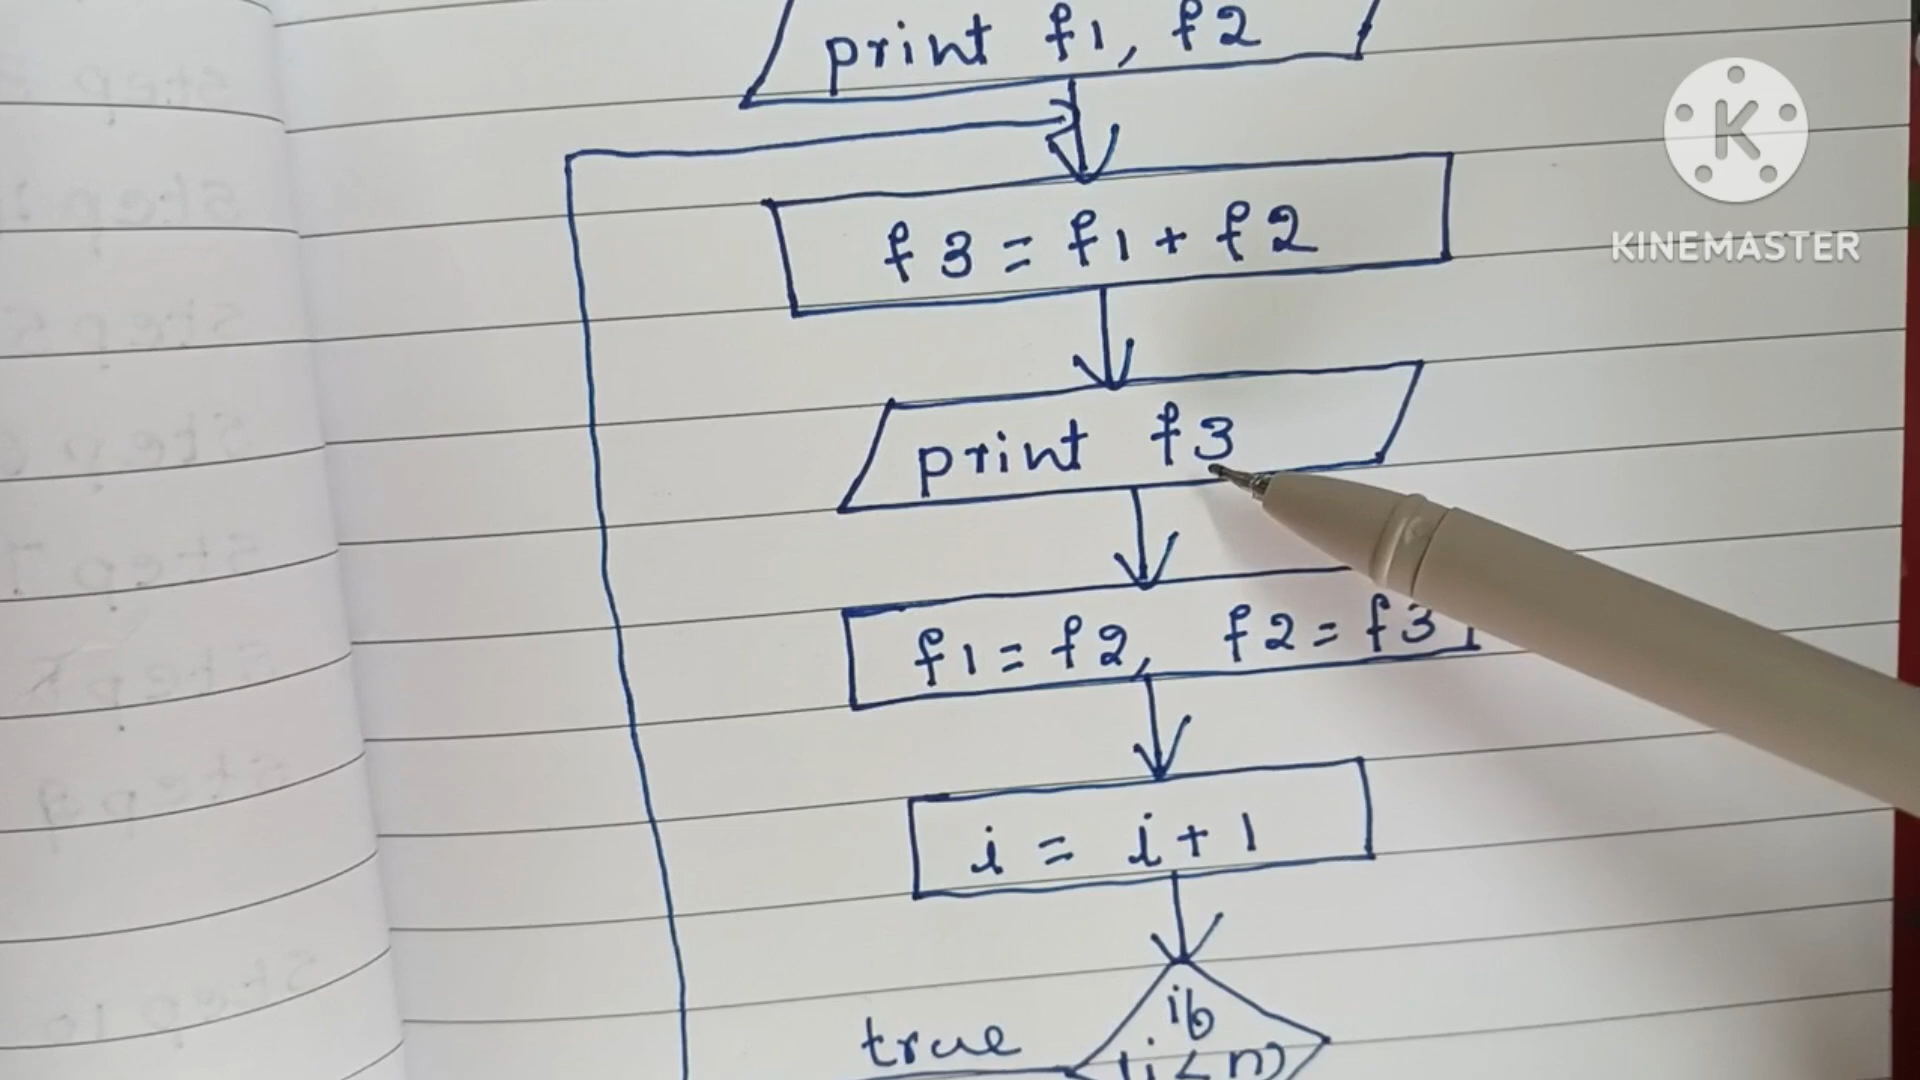 print f1, f2
K
KINEMASTER
f3 = f1 + f2
print f3
f1 = f2, f2 = f3
i = i + 1
if
true
(i < n)